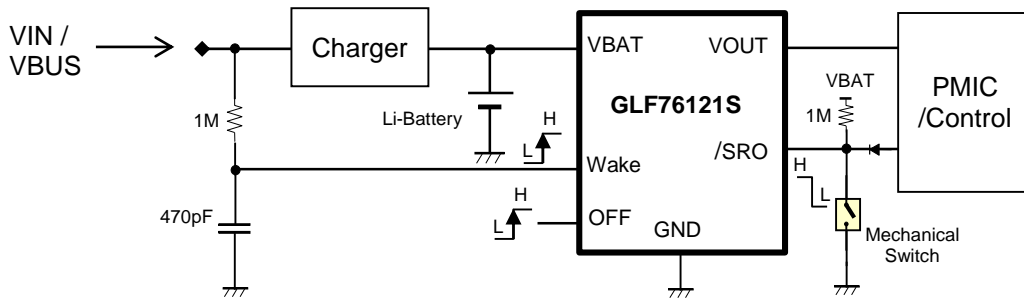 VIN /
VBUS
Charger
VBAT
VOUT
GLF76121S
VBAT
PMIC
/Control
1M
Li-Battery
H
L
1M
/SRO
Wake
H
L
470pF
H
L
OFF
GND
Mechanical
Switch